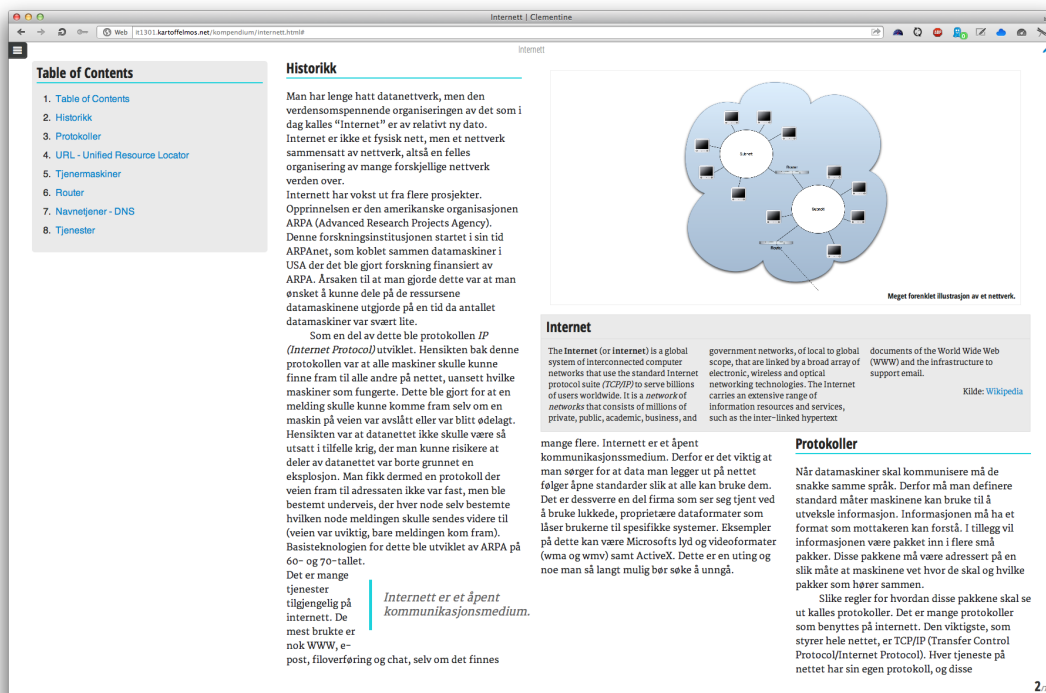 Internett | Clementine
Web
it1301.kartoffelmos.net/kompendium/internett.html#
Internett
Table of Contents
1. Table of Contents
2. Historikk
3. Protokoller
4. URL - Unified Resource Locator
5. Tjenermaskiner
6. Router
7. Navnetjener - DNS
8. Tjenester
Historikk
Man har lenge hatt datanettverk, men den
verdensomspennende organiseringen av det som i
dag kalles “Internet” er av relativt ny dato.
Internet er ikke et fysisk nett, men et nettverk
sammensatt av nettverk, altså en felles
organisering av mange forskjellige nettverk
verden over.
Internett har vokst ut fra flere prosjekter.
Opprinnelsen er den amerikanske organisasjonen
ARPA (Advanced Research Projects Agency).
Denne forskningsinstitusjonen startet i sin tid
ARPAnet, som koblet sammen datamaskiner i
USA der det ble gjort forskning finansiert av
ARPA. Årsaken til at man gjorde dette var at man
ønsket å kunne dele på de ressursene
datamaskinene utgjorde på en tid da antallet
datamaskiner var svært lite.
Som en del av dette ble protokollen IP
(Internet Protocol) utviklet. Hensikten bak denne
protokollen var at alle maskiner skulle kunne
finne fram til alle andre på nettet, uansett hvilke
maskiner som fungerte. Dette ble gjort for at en
melding skulle kunne komme fram selv om en
maskin på veien var avslått eller var blitt ødelagt.
Hensikten var at datanettet ikke skulle være så
utsatt i tilfelle krig, der man kunne risikere at
deler av datanettet var borte grunnet en
eksplosjon. Man fikk dermed en protokoll der
veien fram til adressaten ikke var fast, men ble
bestemt underveis, der hver node selv bestemte
hvilken node meldingen skulle sendes videre til
(veien var uviktig, bare meldingen kom fram).
Basisteknologien for dette ble utviklet av ARPA på
60- og 70-tallet.
Det er mange
tjenester
tilgjengelig på
internett. De
mest brukte er
nok WWW, e-
post, filoverføring og chat, selv om det finnes
Internett er et åpent
kommunikasjonsmedium.
Subnet
Router
Subnet
Router
Meget forenklet illustrasjon av et nettverk.
Internet
The Internet (or internet) is a global
system of interconnected computer
networks that use the standard Internet
protocol suite (TCP/IP) to serve billions
of users worldwide. It is a network of
networks that consists of millions of
private, public, academic, business, and
government networks, of local to global
scope, that are linked by a broad array of
electronic, wireless and optical
networking technologies. The Internet
carries an extensive range of
information resources and services,
such as the inter-linked hypertext
documents of the World Wide Web
(WWW) and the infrastructure to
support email.
Kilde: Wikipedia
mange flere. Internett er et åpent
kommunikasjonssmedium. Derfor er det viktig at
man sørger for at data man legger ut på nettet
følger åpne standarder slik at alle kan bruke dem.
Det er dessverre en del firma som ser seg tjent ved
å bruke lukkede, proprietære dataformater som
låser brukerne til spesifikke systemer. Eksempler
på dette kan være Microsofts lyd og videoformater
(wma og wmv) samt ActiveX. Dette er en uting og
noe man så langt mulig bør søke å unngå.
Protokoller
Når datamaskiner skal kommunisere må de
snakke samme språk. Derfor må man definere
standard måter maskinene kan bruke til å
utveksle informasjon. Informasjonen må ha et
format som mottakeren kan forstå. I tillegg vil
informasjonen være pakket inn i flere små
pakker. Disse pakkene må være adressert på en
slik måte at maskinene vet hvor de skal og hvilke
pakker som hører sammen.
Slike regler for hvordan disse pakkene skal se
ut kalles protokoller. Det er mange protokoller
som benyttes på internett. Den viktigste, som
styrer hele nettet, er TCP/IP (Transfer Control
Protocol/Internet Protocol). Hver tjeneste på
nettet har sin egen protokoll, og disse
2